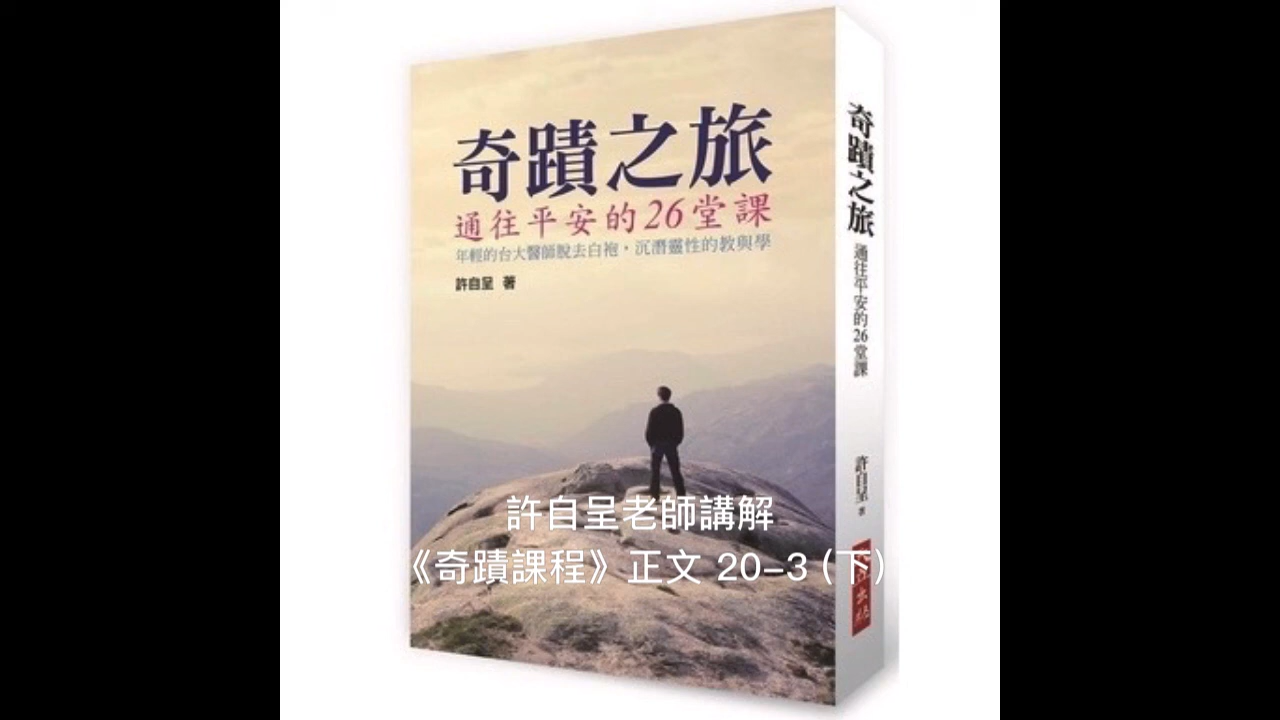 奇蹟之旅
通往平安的26堂課
年輕的台大醫師脫去白袍，沉潛靈性的教與學
許自呈 著
奇蹟之旅
通往平安的26堂課
許自呈 著
許自呈老師講解
《奇蹟課程》正文 20-3 (下)